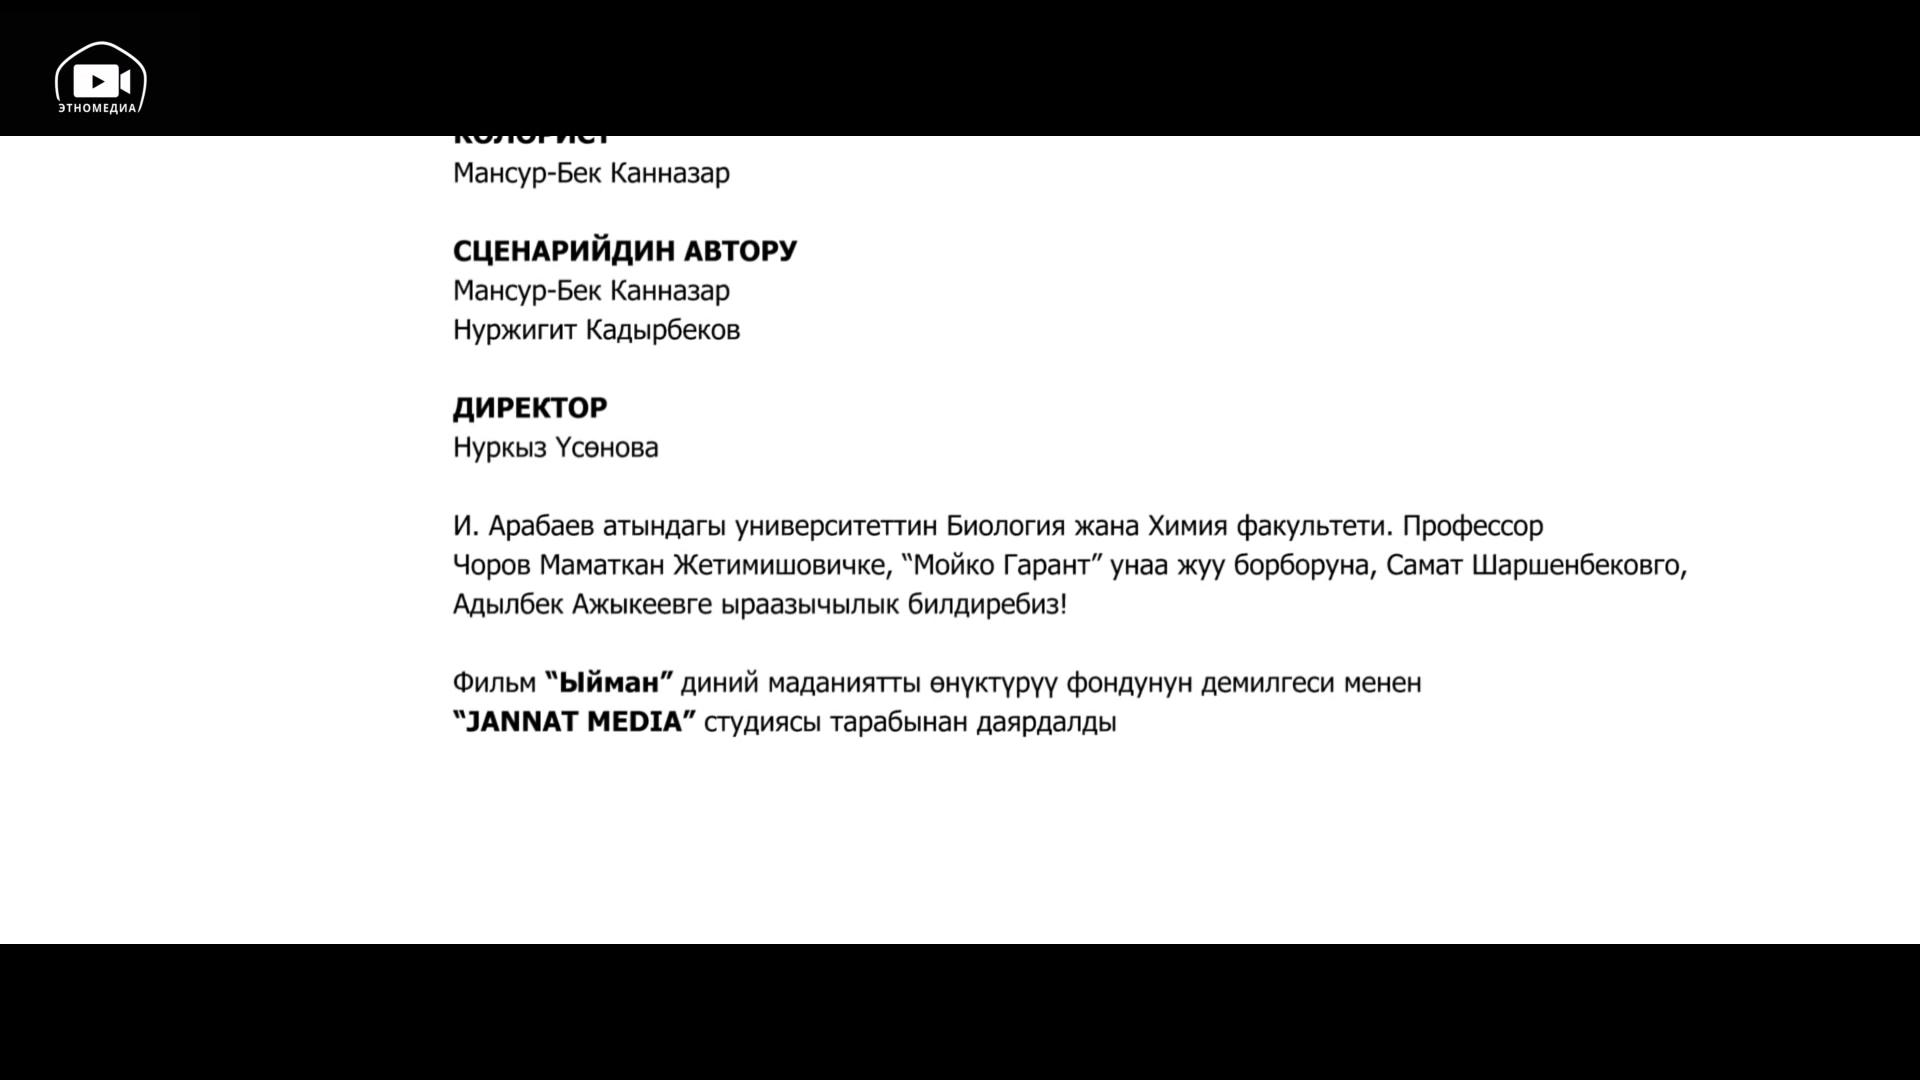 ЭТНОМЕДИА
КОЛОРИСТ
Мансур-Бек Канназар
СЦЕНАРИЙДИН АВТОРУ
Мансур-Бек Канназар
Нуржигит Кадырбеков
ДИРЕКТОР
Нуркыз Үсөнова
И. Арабаев атындагы университеттин Биология жана Химия факультети. Профессор
Чоров Маматкан Жетимишовичке, “Мойко Гарант” унаа жуу борборуна, Самат Шаршенбековго,
Адылбек Ажыкеевге ыраазычылык билдиребиз!
Фильм “Ыйман” диний маданиятты өнүктүрүү фондунун демилгеси менен
“JANNAT MEDIA” студиясы тарабынан даярдалды